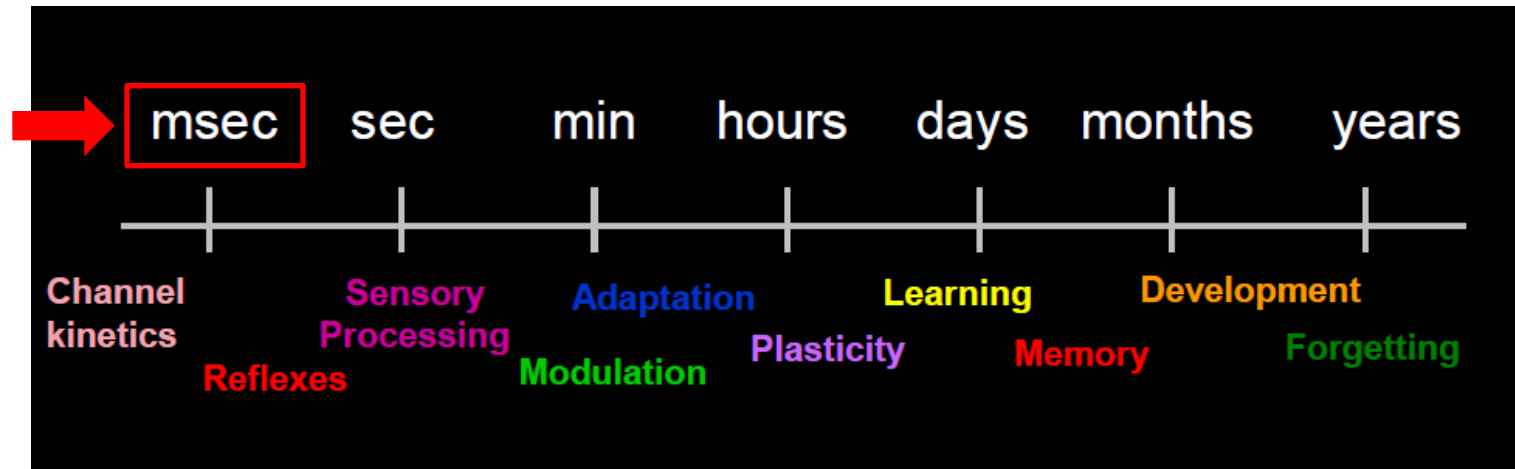 msec sec min hours days months years
Channel kinetics
Reflexes
Sensory Processing
Adaptation
Modulation
Plasticity
Learning
Memory
Development
Forgetting